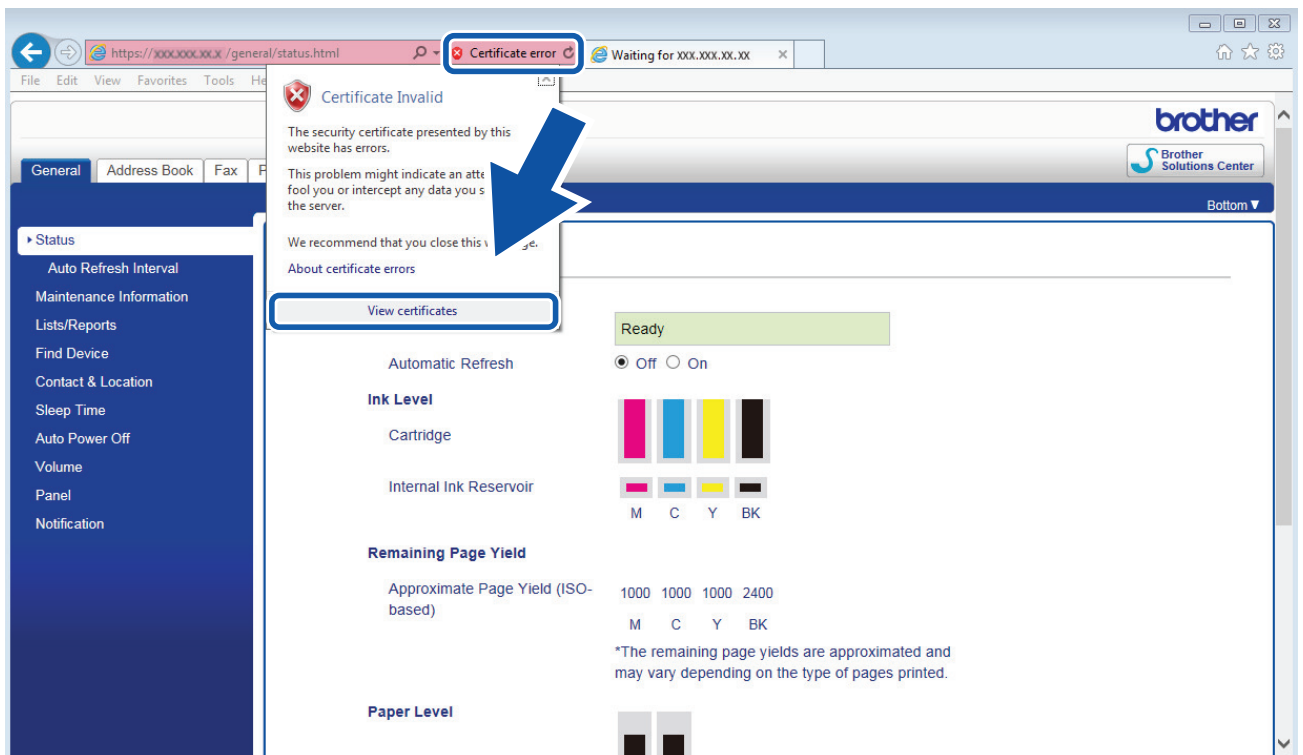 https://xxx.xxx.xx.x /general/status.html
Certificate error
Waiting for xxx.xxx.xx.xx
File Edit View Favorites Tools He
Certificate Invalid
The security certificate presented by this
website has errors.
This problem might indicate an atte
fool you or intercept any data you s
the server.
We recommend that you close this
About certificate errors
View certificates
brother
Brother
Solutions Center
General Address Book Fax
Bottom▼
Status
Auto Refresh Interval
Maintenance Information
Lists/Reports
Find Device
Contact & Location
Sleep Time
Auto Power Off
Volume
Panel
Notification
Ready
Automatic Refresh Off On
Ink Level
Cartridge
Internal Ink Reservoir
M C Y BK
Remaining Page Yield
Approximate Page Yield (ISO-
based)
1000 1000 1000 2400
M C Y BK
*The remaining page yields are approximated and
may vary depending on the type of pages printed.
Paper Level